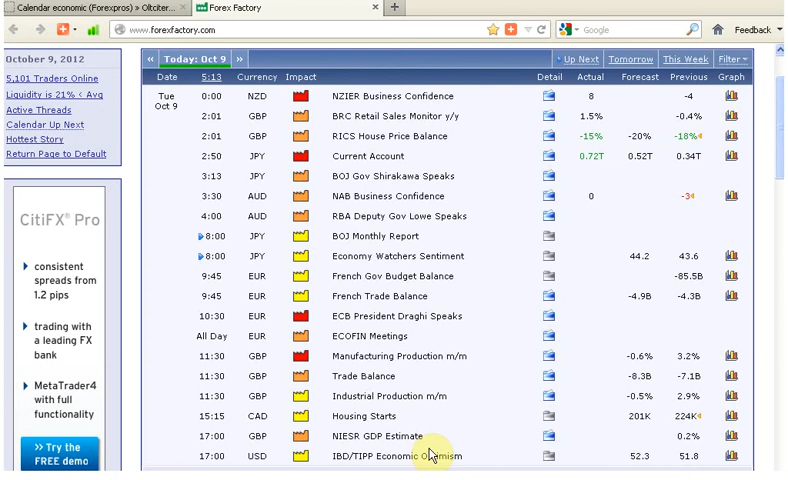 Calendar economic (Forexpros) » Oltciter...
Forex Factory
www.forexfactory.com
Google
Feedback
October 9, 2012
5,101 Traders Online
Liquidity is 21% < Avg
Active Threads
Calendar Up Next
Hottest Story
Return Page to Default
CitiFX® Pro
consistent
spreads from
1.2 pips
trading with
a leading FX
bank
MetaTrader4
with full
functionality
>> Try the
FREE demo
« Today: Oct 9 » Up Next Tomorrow This Week Filter
Date 5:13 Currency Impact Detail Actual Forecast Previous Graph
Tue 0:00 NZD NZIER Business Confidence 8 -4
Oct 9
2:01 GBP BRC Retail Sales Monitor y/y 1.5% -0.4%
2:01 GBP RICS House Price Balance -15% -20% -18%
2:50 JPY Current Account 0.72T 0.52T 0.34T
3:13 JPY BOJ Gov Shirakawa Speaks
3:30 AUD NAB Business Confidence 0 -3
4:00 AUD RBA Deputy Gov Lowe Speaks
8:00 JPY BOJ Monthly Report
8:00 JPY Economy Watchers Sentiment 44.2 43.6
9:45 EUR French Gov Budget Balance -85.5B
9:45 EUR French Trade Balance -4.9B -4.3B
10:30 EUR ECB President Draghi Speaks
All Day EUR ECOFIN Meetings
11:30 GBP Manufacturing Production m/m -0.6% 3.2%
11:30 GBP Trade Balance -8.3B -7.1B
11:30 GBP Industrial Production m/m -0.5% 2.9%
15:15 CAD Housing Starts 201K 224K
17:00 GBP NIESR GDP Estimate 0.2%
17:00 USD IBD/TIPP Economic Optimism 52.3 51.8